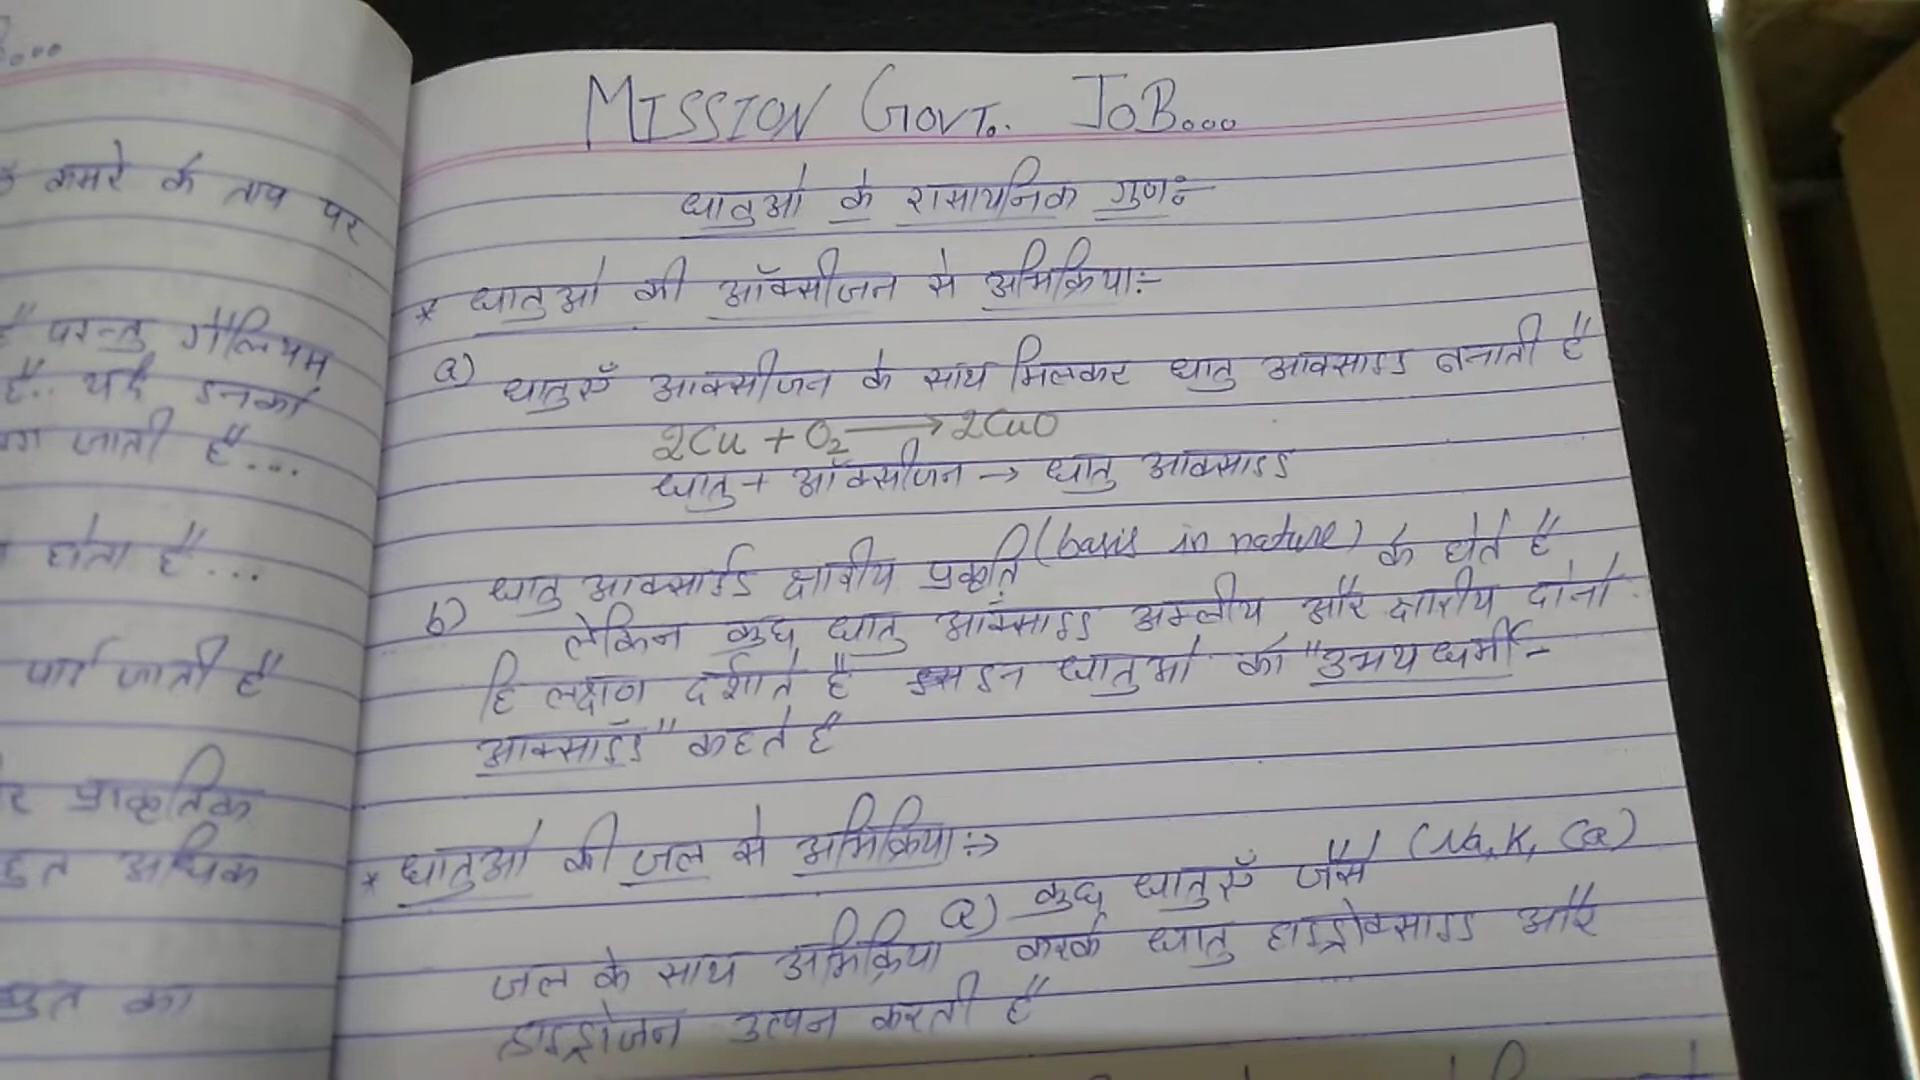 कमरे के ताप पर
है परन्तु गैलियम
है.. यदि इनको
जाती है...
होता है...
पाई जाती है
प्राकृतिक
अधिक
का
MISSION GOVT. JOB...
धातुओं के रासायनिक गुण:-
* धातुओं की ऑक्सीजन से अभिक्रिया:-
a) धातुएँ आक्सीजन के साथ मिलकर धातु आक्साइड बनाती है
2Cu + O₂ → 2CuO
धातु + ऑक्सीजन → धातु आक्साइड
b) धातु आक्साईड क्षारीय प्रकृति (basis in nature) के होते है
लेकिन कुछ धातु ऑक्साइड अम्लीय और क्षारीय दोनो
हि लक्षण दर्शाते है इन धातुओं को "उभयधर्मी-
आक्साइड" कहते है
* धातुओं की जल से अभिक्रिया:->
a) कुछ धातुएँ जैसे (Na, K, Ca)
जल के साथ अभिक्रिया करके धातु हाइड्रोक्साइड और
हाइड्रोजन उत्पन करती है